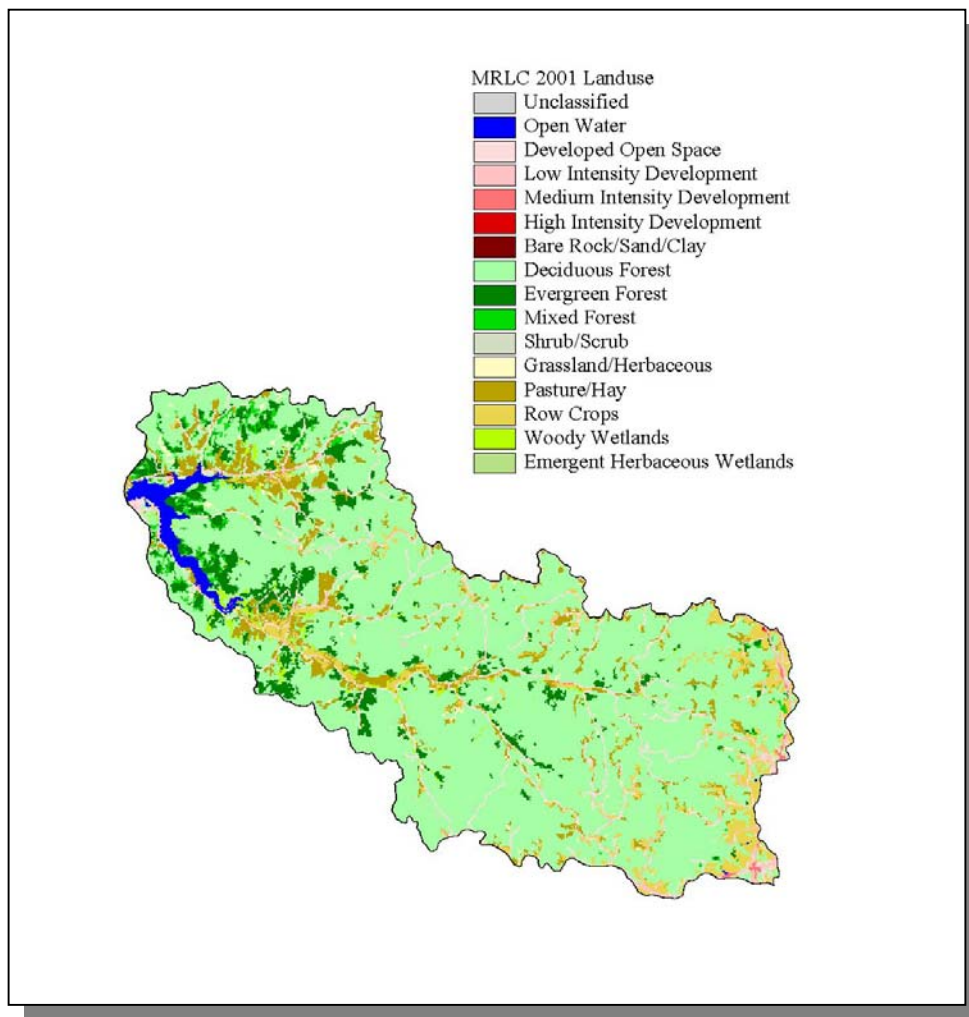 MRLC 2001 Landuse
Unclassified
Open Water
Developed Open Space
Low Intensity Development
Medium Intensity Development
High Intensity Development
Bare Rock/Sand/Clay
Deciduous Forest
Evergreen Forest
Mixed Forest
Shrub/Scrub
Grassland/Herbaceous
Pasture/Hay
Row Crops
Woody Wetlands
Emergent Herbaceous Wetlands